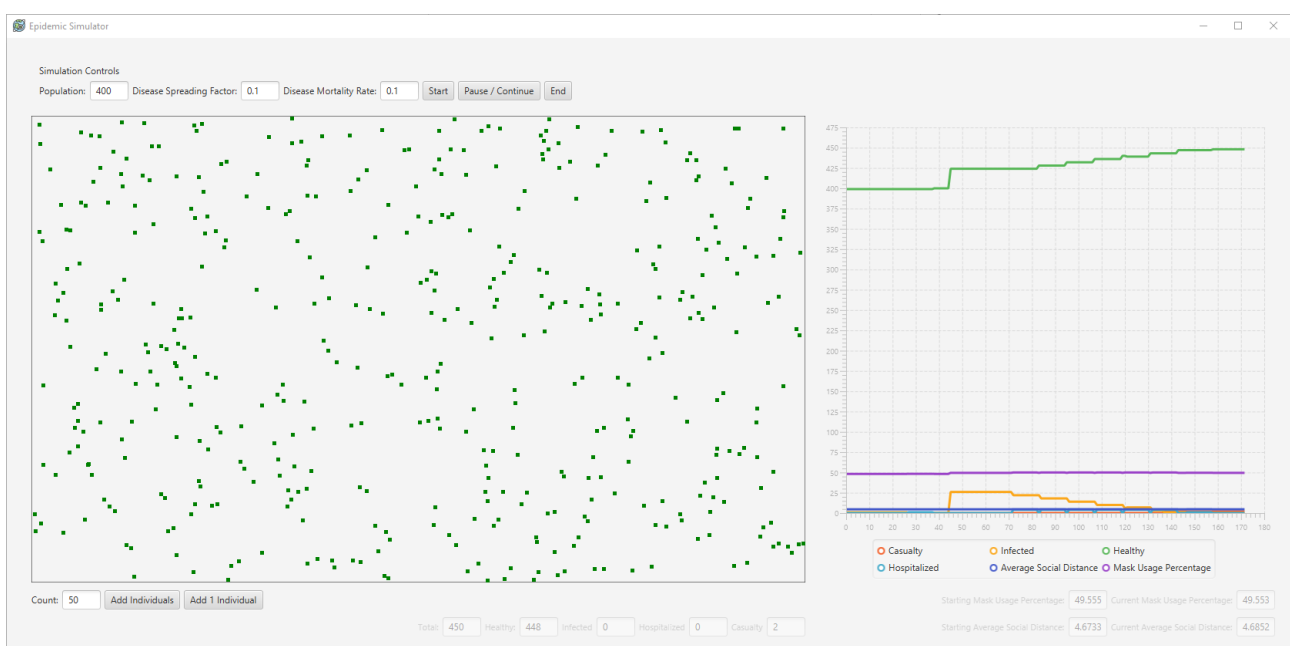 Epidemic Simulator
Simulation Controls
Population: 400 Disease Spreading Factor: 0.1 Disease Mortality Rate: 0.1 Start Pause / Continue End
475
450
425
400
375
350
325
300
275
250
225
200
175
150
125
100
75
50
25
0
0 10 20 30 40 50 60 70 80 90 100 110 120 130 140 150 160 170 180
Casualty Infected Healthy
Hospitalized Average Social Distance Mask Usage Percentage
Count: 50 Add Individuals Add 1 Individual
Starting Mask Usage Percentage: 49.555 Current Mask Usage Percentage: 49.553
Total: 450 Healthy: 448 Infected 0 Hospitalized 0 Casualty 2
Starting Average Social Distance: 4.6733 Current Average Social Distance: 4.6852